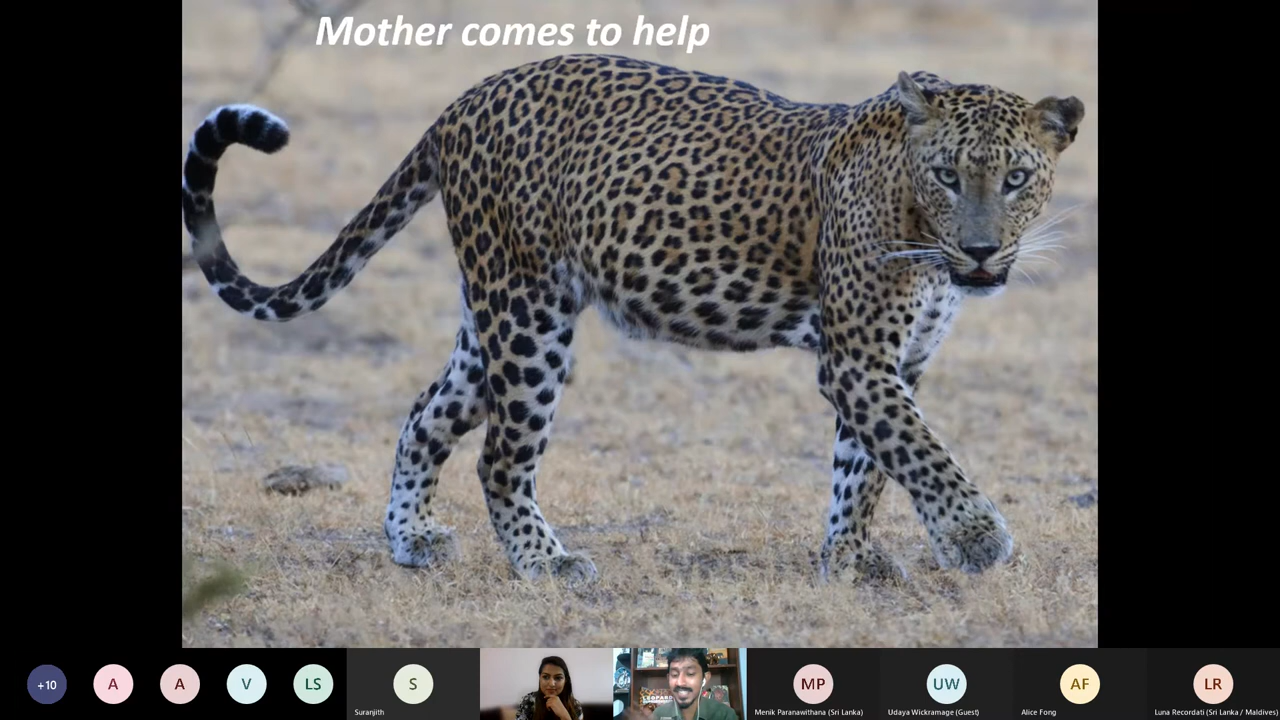 Mother comes to help
+10
A
A
V
LS
S
Suranjith
LEOPARD
MP
Menik Paranawithana (Sri Lanka)
UW
Udaya Wickramage (Guest)
AF
Alice Fong
LR
Luna Recordati (Sri Lanka / Maldives)